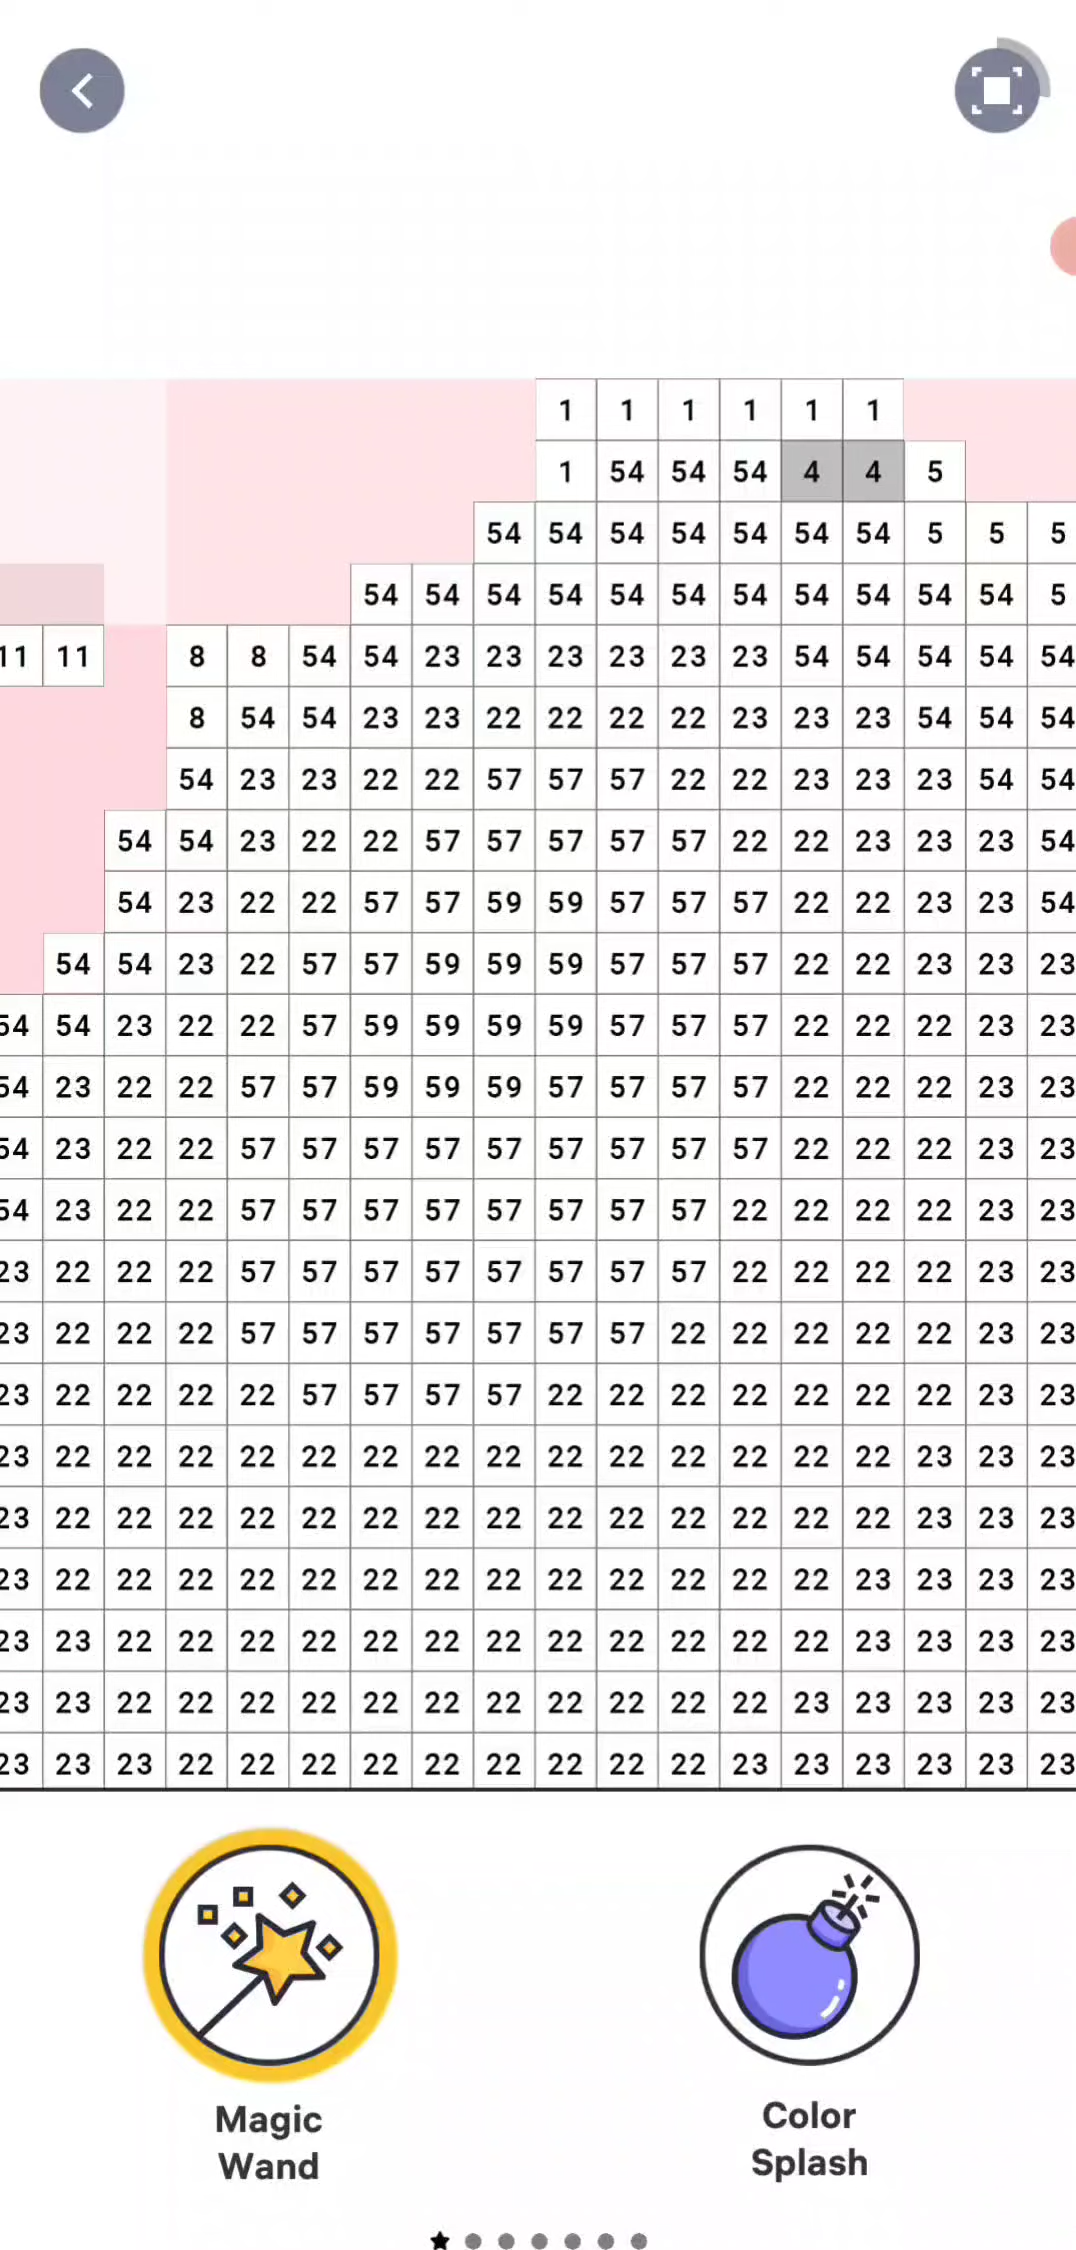 1 1 1 1 1 1
1 54 54 54 4 4 5
54 54 54 54 54 54 54 5 5 5
54 54 54 54 54 54 54 54 54 54 54 5
11 11 8 8 54 54 23 23 23 23 23 23 54 54 54 54 54
8 54 54 23 23 22 22 22 22 23 23 23 54 54 54
54 23 23 22 22 57 57 57 22 22 23 23 23 54 54
54 54 23 22 22 57 57 57 57 57 22 22 23 23 23 54
54 23 22 22 57 57 59 59 57 57 57 22 22 23 23 54
54 54 23 22 57 57 59 59 59 57 57 57 22 22 23 23 23
54 54 23 22 22 57 59 59 59 59 57 57 57 22 22 22 23 23
54 23 22 22 57 57 59 59 59 57 57 57 57 22 22 22 23 23
54 23 22 22 57 57 57 57 57 57 57 57 57 22 22 22 23 23
54 23 22 22 57 57 57 57 57 57 57 57 22 22 22 22 23 23
23 22 22 22 57 57 57 57 57 57 57 57 22 22 22 22 23 23
23 22 22 22 57 57 57 57 57 57 57 22 22 22 22 22 23 23
23 22 22 22 22 57 57 57 57 22 22 22 22 22 22 22 23 23
23 22 22 22 22 22 22 22 22 22 22 22 22 22 22 23 23 23
23 22 22 22 22 22 22 22 22 22 22 22 22 22 22 23 23 23
23 22 22 22 22 22 22 22 22 22 22 22 22 22 23 23 23 23
23 23 22 22 22 22 22 22 22 22 22 22 22 22 23 23 23 23
23 23 22 22 22 22 22 22 22 22 22 22 22 23 23 23 23 23
23 23 23 22 22 22 22 22 22 22 22 22 23 23 23 23 23 23
Magic
Wand
Color
Splash